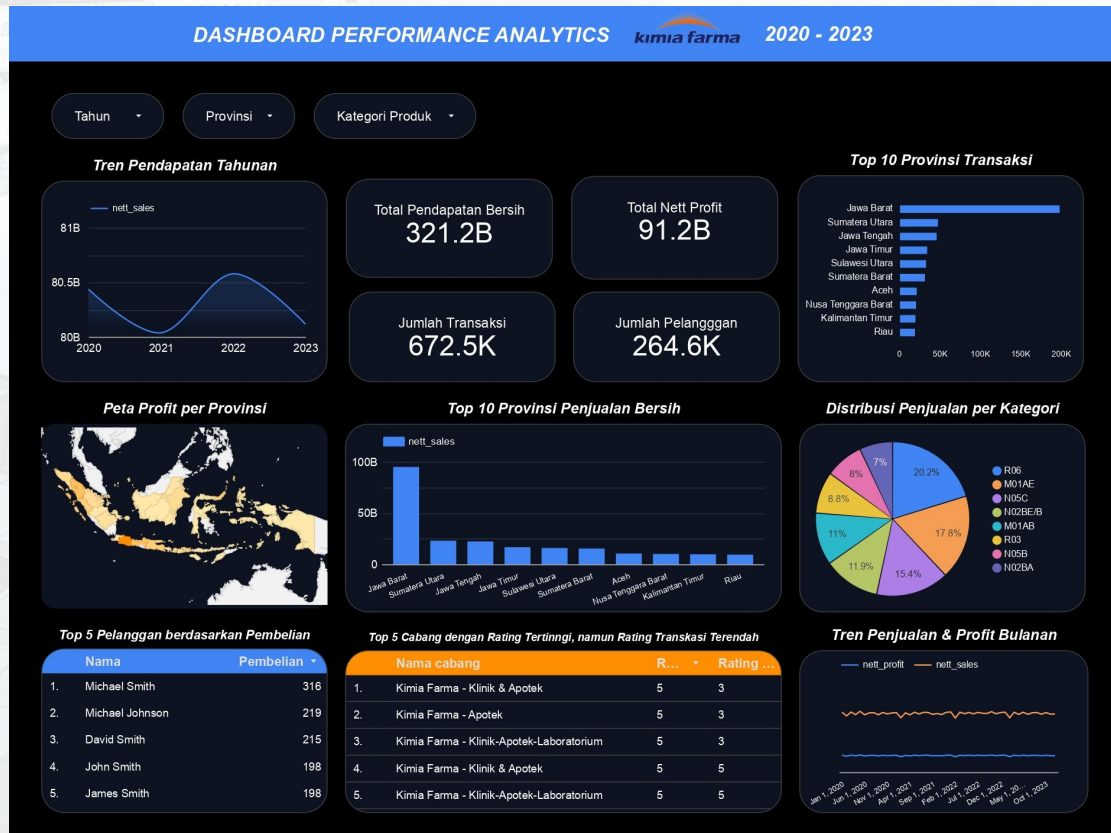 DASHBOARD PERFORMANCE ANALYTICS kimia farma 2020 - 2023
Tahun
Provinsi
Kategori Produk
Tren Pendapatan Tahunan
nett_sales
81B
80.5B
80B
2020 2021 2022 2023
Total Pendapatan Bersih
321.2B
Total Nett Profit
91.2B
Jumlah Transaksi
672.5K
Jumlah Pelangggan
264.6K
Top 10 Provinsi Transaksi
Jawa Barat
Sumatera Utara
Jawa Tengah
Jawa Timur
Sulawesi Utara
Sumatera Barat
Aceh
Nusa Tenggara Barat
Kalimantan Timur
Riau
0 50K 100K 150K 200K
Peta Profit per Provinsi
Top 10 Provinsi Penjualan Bersih
nett_sales
100B
50B
0
Jawa Barat
Sumatera Utara
Jawa Tengah
Jawa Timur
Sulawesi Utara
Sumatera Barat
Aceh
Nusa Tenggara Barat
Kalimantan Timur
Riau
Distribusi Penjualan per Kategori
20.2%
17.8%
15.4%
11.9%
11%
8.8%
8%
7%
R06
M01AE
N05C
N02BE/B
M01AB
R03
N05B
N02BA
Top 5 Pelanggan berdasarkan Pembelian
Nama Pembelian
1. Michael Smith 316
2. Michael Johnson 219
3. David Smith 215
4. John Smith 198
5. James Smith 198
Top 5 Cabang dengan Rating Tertinngi, namun Rating Transkasi Terendah
Nama cabang R... Rating ...
1. Kimia Farma - Klinik & Apotek 5 3
2. Kimia Farma - Apotek 5 3
3. Kimia Farma - Klinik-Apotek-Laboratorium 5 3
4. Kimia Farma - Klinik & Apotek 5 5
5. Kimia Farma - Klinik-Apotek-Laboratorium 5 5
Tren Penjualan & Profit Bulanan
nett_profit nett_sales
Jan 1, 2020
Jun 1, 2020
Nov 1, 2020
Apr 1, 2021
Sep 1, 2021
Feb 1, 2022
Jul 1, 2022
Dec 1, 2022
May 1, 20...
Oct 1, 2023